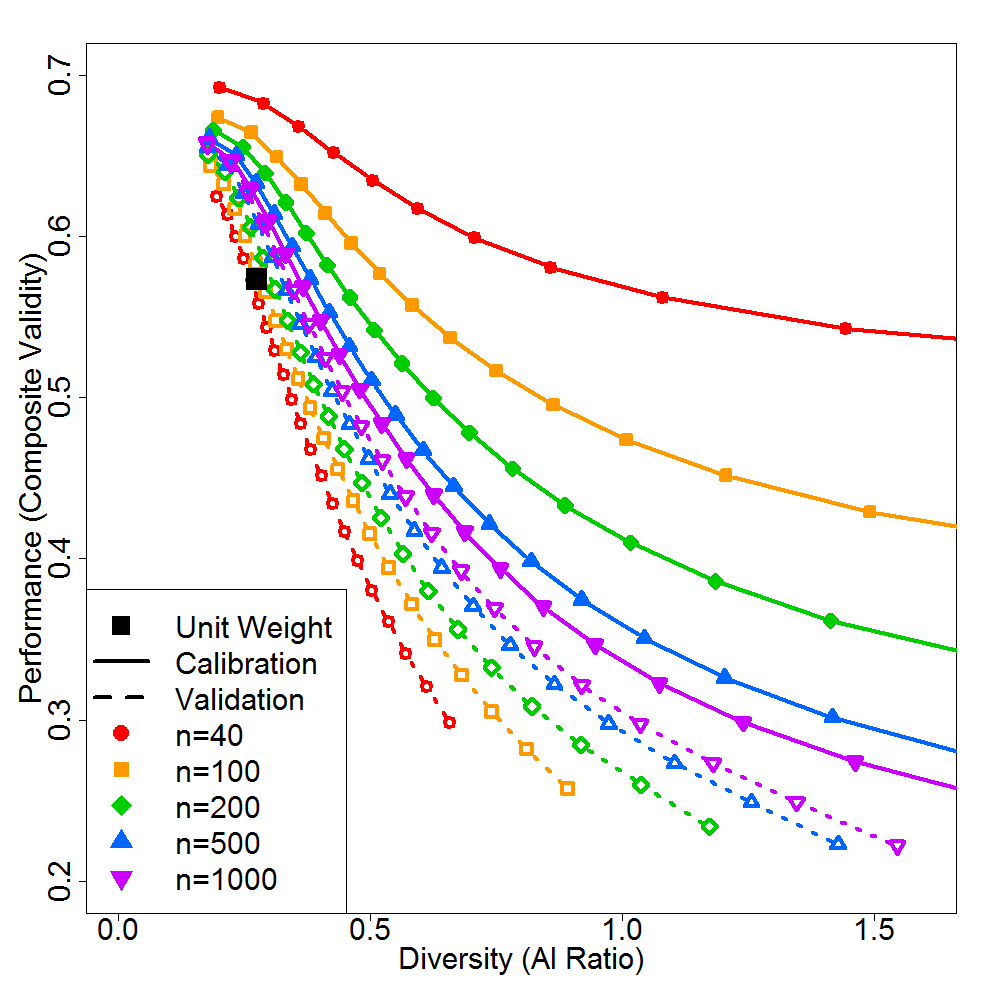 Performance (Composite Validity)
0.7
0.6
0.5
0.4
0.3
0.2
Unit Weight
Calibration
Validation
n=40
n=100
n=200
n=500
n=1000
0.0 0.5 1.0 1.5
Diversity (AI Ratio)